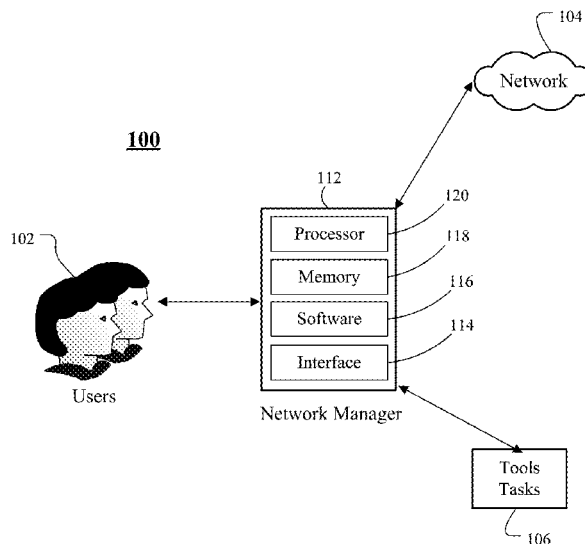 104
Network
100
112
120
Processor
102
118
Memory
116
Software
114
Interface
Users
Network Manager
Tools
Tasks
106